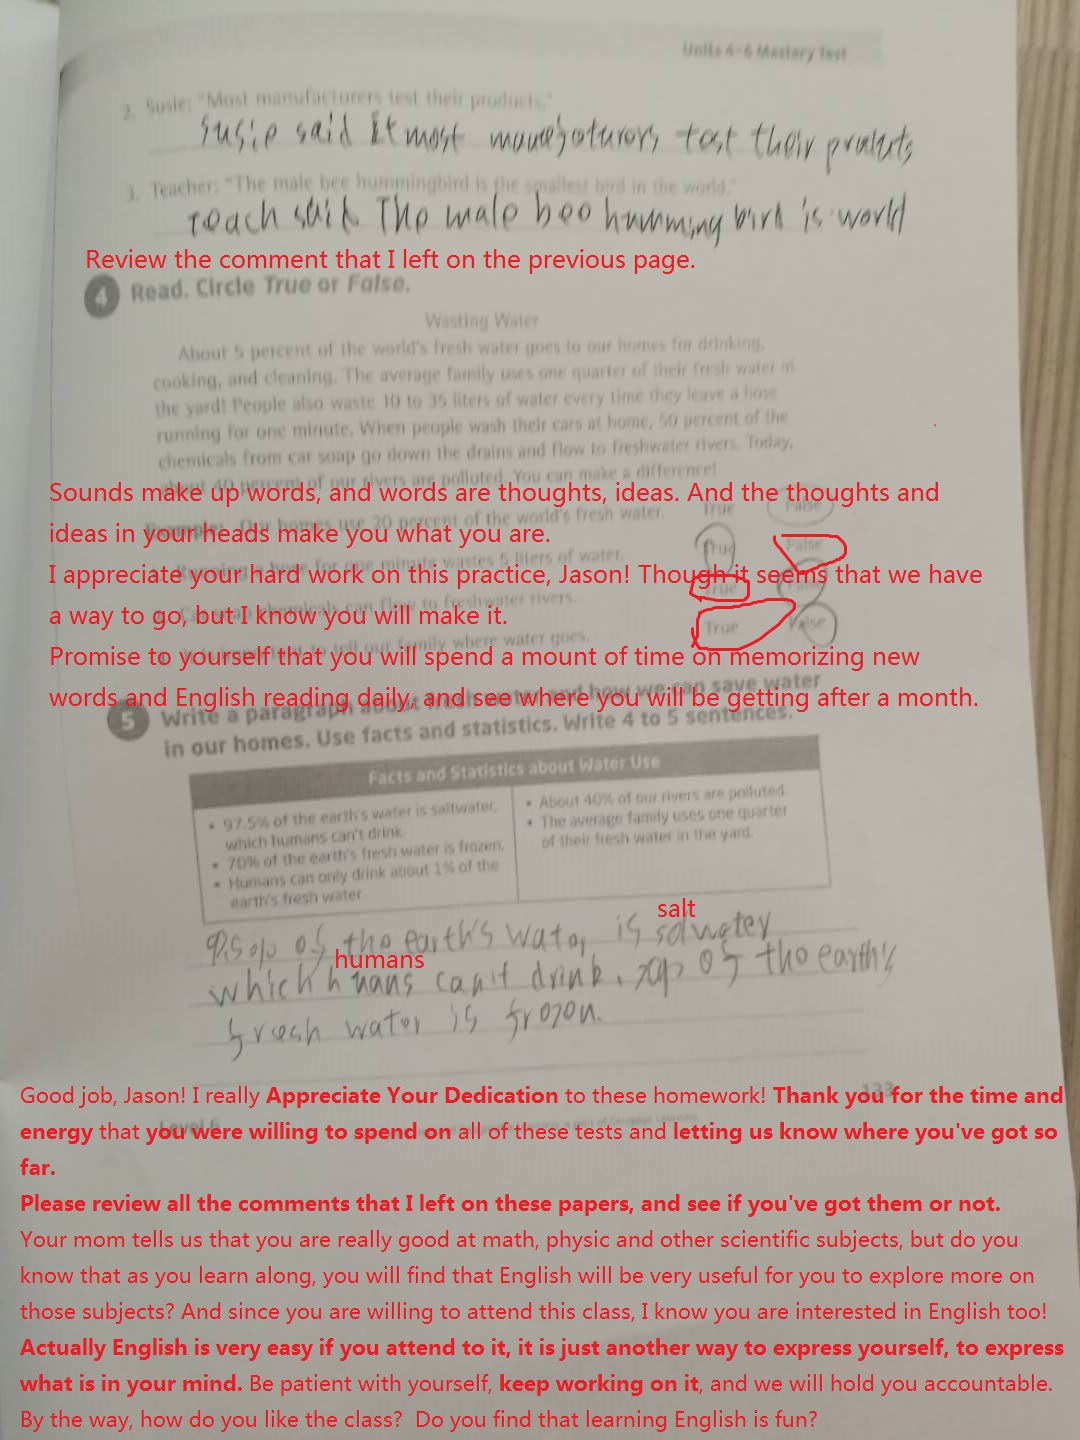 Units 4–6 Mastery Test
2. Susie: "Most manufacturers test their products."
said most test their
3. Teacher: "The male bee hummingbird is the smallest bird in the world."
The male bee humming bird is world
Review the comment that I left on the previous page.
4 Read. Circle True or False.
Wasting Water
About 5 percent of the world's fresh water goes to our homes for drinking,
cooking, and cleaning. The average family uses one quarter of their fresh water in
the yard! People also waste 10 to 35 liters of water every time they leave a hose
running for one minute. When people wash their cars at home, 50 percent of the
chemicals from car soap go down the drains and flow to freshwater rivers. Today,
about 40 percent of our rivers are polluted. You can make a difference!
Sounds make up words, and words are thoughts, ideas. And the thoughts and
Example: Our homes use 20 percent of the world's fresh water. True False
ideas in your heads make you what you are.
minute wastes 5 liters of water. True False
I appreciate your hard work on this practice, Jason! Though it seems that we have
chemicals can flow to freshwater rivers. True False
a way to go, but I know you will make it.
tell our family where water goes. True False
Promise to yourself that you will spend a mount of time on memorizing new
words and English reading daily, and see where you will be getting after a month.
5 Write a paragraph about fresh water and how we can save water
in our homes. Use facts and statistics. Write 4 to 5 sentences.
Facts and Statistics about Water Use
• 97.5% of the earth's water is saltwater,
which humans can't drink.
• 70% of the earth's fresh water is frozen.
• Humans can only drink about 1% of the
earth's fresh water
• About 40% of our rivers are polluted.
• The average family uses one quarter
of their fresh water in the yard.
salt
of the earth's water is salwater
humans
which hmans can't drink. of the earth's
fresh water is frozen.
133
Good job, Jason! I really Appreciate Your Dedication to these homework! Thank you for the time and
Level 6
energy that you were willing to spend on all of these tests and letting us know where you've got so
far.
Please review all the comments that I left on these papers, and see if you've got them or not.
Your mom tells us that you are really good at math, physic and other scientific subjects, but do you
know that as you learn along, you will find that English will be very useful for you to explore more on
those subjects? And since you are willing to attend this class, I know you are interested in English too!
Actually English is very easy if you attend to it, it is just another way to express yourself, to express
what is in your mind. Be patient with yourself, keep working on it, and we will hold you accountable.
By the way, how do you like the class? Do you find that learning English is fun?